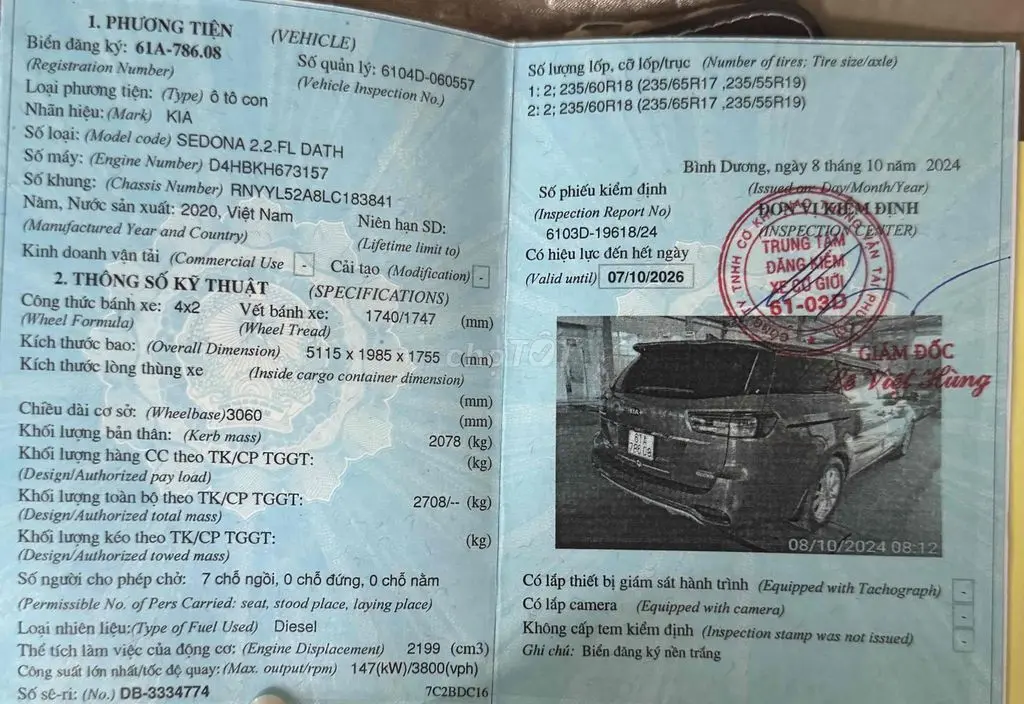 1. PHƯƠNG TIỆN (VEHICLE)
Biển đăng ký: 61A-786.08
(Registration Number)
Số quản lý: 6104D-060557
(Vehicle Inspection No.)
Loại phương tiện: (Type) ô tô con
Nhãn hiệu: (Mark) KIA
Số loại: (Model code) SEDONA 2.2.FL DATH
Số máy: (Engine Number) D4HBKH673157
Số khung: (Chassis Number) RNYYL52A8LC183841
Năm, Nước sản xuất: 2020, Việt Nam
(Manufactured Year and Country)
Niên hạn SD:
(Lifetime limit to)
Kinh doanh vận tải (Commercial Use - Cải tạo (Modification) -
2. THÔNG SỐ KỸ THUẬT (SPECIFICATIONS)
Công thức bánh xe: 4x2
(Wheel Formula)
Vết bánh xe: 1740/1747 (mm)
(Wheel Tread)
Kích thước bao: (Overall Dimension) 5115 x 1985 x 1755 (mm)
Kích thước lòng thùng xe (Inside cargo container dimension)
(mm)
Chiều dài cơ sở: (Wheelbase)3060 (mm)
Khối lượng bản thân: (Kerb mass) 2078 (kg)
Khối lượng hàng CC theo TK/CP TGGT: (kg)
(Design/Authorized pay load)
Khối lượng toàn bộ theo TK/CP TGGT: 2708/-- (kg)
(Design/Authorized total mass)
Khối lượng kéo theo TK/CP TGGT: (kg)
(Design/Authorized towed mass)
Số người cho phép chở: 7 chỗ ngồi, 0 chỗ đứng, 0 chỗ nằm
(Permissible No. of Pers Carried: seat, stood place, laying place)
Loại nhiên liệu:(Type of Fuel Used) Diesel
Thể tích làm việc của động cơ: (Engine Displacement) 2199 (cm3)
Công suất lớn nhất/tốc độ quay: (Max. output/rpm) 147(kW)/3800(vph)
Số sê-ri: (No.) DB-3334774 7C2BDC16
Số lượng lốp, cỡ lốp/trục (Number of tires; Tire size/axle)
1: 2; 235/60R18 (235/65R17 ,235/55R19)
2: 2; 235/60R18 (235/65R17 ,235/55R19)
Bình Dương, ngày 8 tháng 10 năm 2024
(Issued on: Day/Month/Year)
Số phiếu kiểm định
(Inspection Report No)
6103D-19618/24
Có hiệu lực đến hết ngày
(Valid until) 07/10/2026
ĐƠN VỊ KIỂM ĐỊNH
(INSPECTION CENTER)
TRUNG TÂM
ĐĂNG KIỂM
XE CƠ GIỚI
61-03D
GIÁM ĐỐC
Lê Việt Hùng
KIA
61A
786.08
08/10/2024 08:12
chợTỐT
Có lắp thiết bị giám sát hành trình (Equipped with Tachograph) -
Có lắp camera (Equipped with camera) -
Không cấp tem kiểm định (Inspection stamp was not issued) -
Ghi chú: Biển đăng ký nền trắng